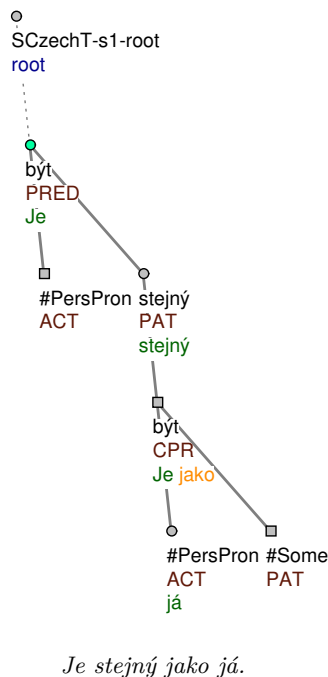 SCzechT-s1-root
root
být
PRED
Je
#PersPron stejný
ACT PAT
stejný
být
CPR
Je jako
#PersPron #Some
ACT PAT
já
Je stejný jako já.